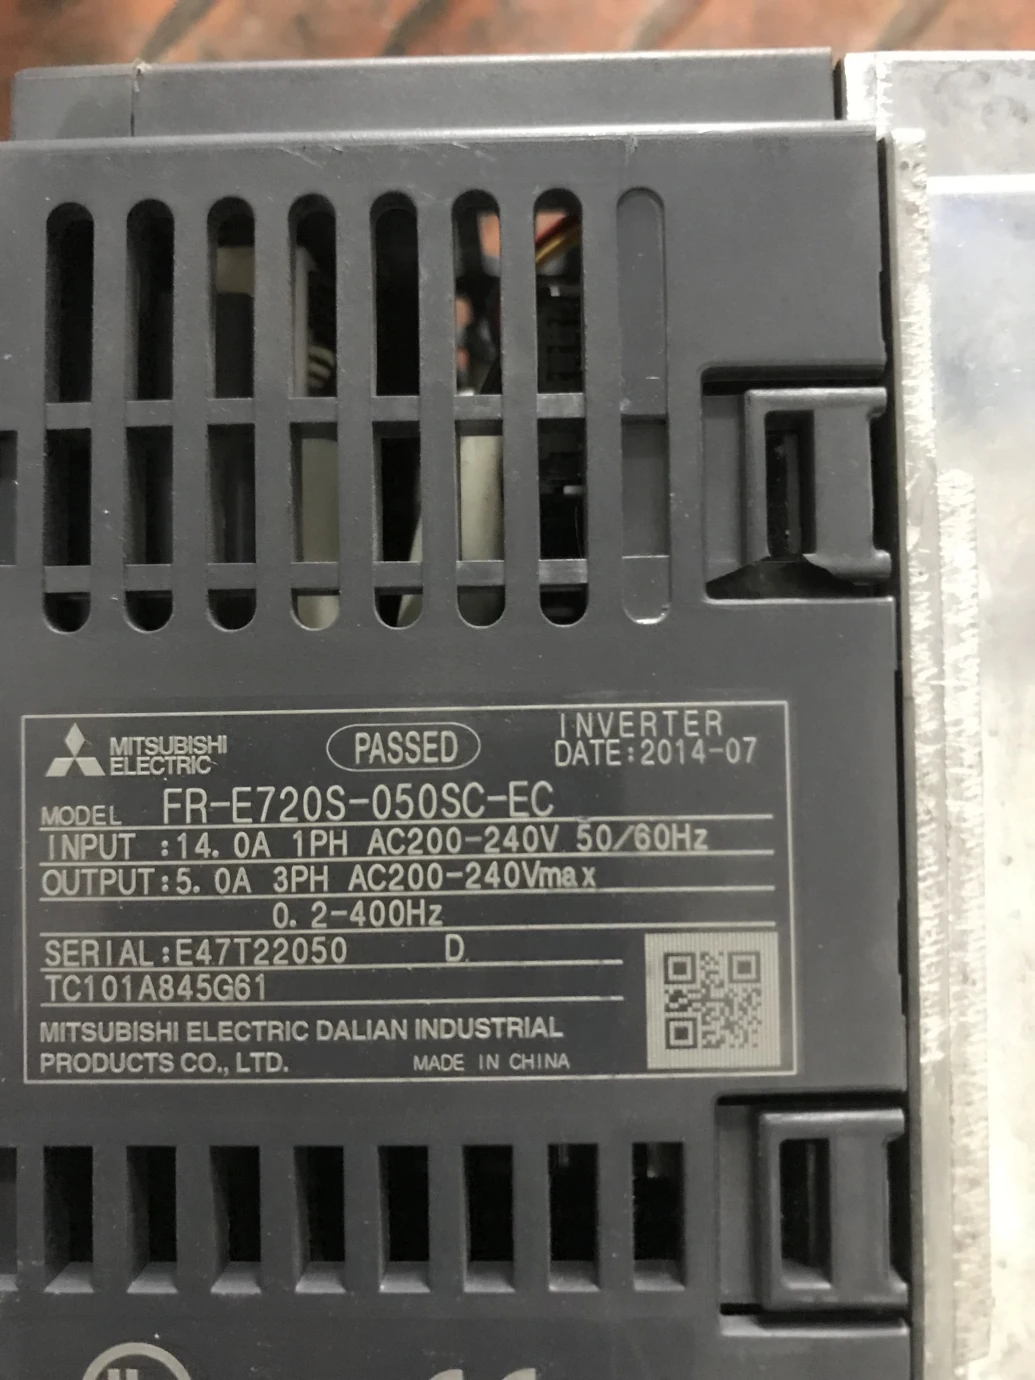 MITSUBISHI
ELECTRIC
PASSED
INVERTER
DATE:2014-07
MODEL FR-E720S-050SC-EC
INPUT :14.0A 1PH AC200-240V 50/60Hz
OUTPUT:5.0A 3PH AC200-240Vmax
0.2-400Hz
SERIAL:E47T22050 D.
TC101A845G61
MITSUBISHI ELECTRIC DALIAN INDUSTRIAL
PRODUCTS CO., LTD. MADE IN CHINA